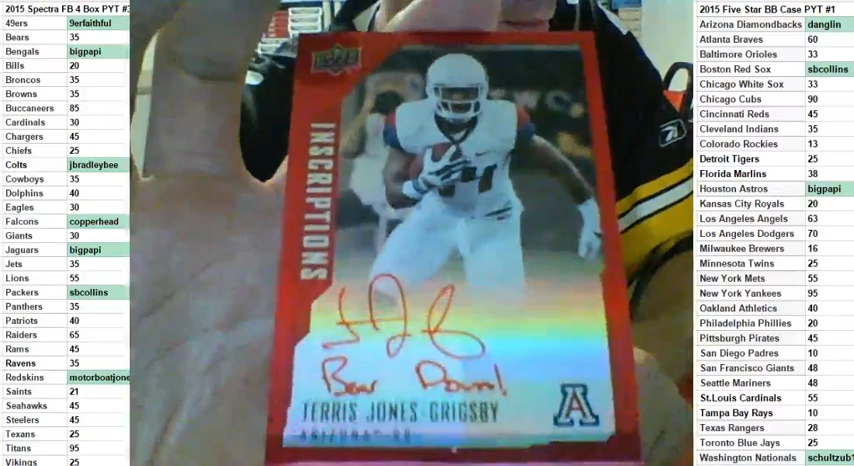 2015 Spectra FB 4 Box PYT #3
49ers 9erfaithful
Bears 35
Bengals bigpapi
Bills 20
Broncos 35
Browns 35
Buccaneers 85
Cardinals 30
Chargers 45
Chiefs 25
Colts jbradleybee
Cowboys 35
Dolphins 40
Eagles 30
Falcons copperhead
Giants 30
Jaguars bigpapi
Jets 35
Lions 55
Packers sbcollins
Panthers 35
Patriots 40
Raiders 65
Rams 45
Ravens 35
Redskins motorboatjone
Saints 21
Seahawks 45
Steelers 45
Texans 25
Titans 95
Vikings 25
INSCRIPTIONS
14
Bear Down!
TERRIS JONES-GRIGSBY
A
2015 Five Star BB Case PYT #1
Arizona Diamondbacks danglin
Atlanta Braves 60
Baltimore Orioles 33
Boston Red Sox sbcollins
Chicago White Sox 33
Chicago Cubs 90
Cincinnati Reds 45
Cleveland Indians 35
Colorado Rockies 13
Detroit Tigers 25
Florida Marlins 38
Houston Astros bigpapi
Kansas City Royals 20
Los Angeles Angels 63
Los Angeles Dodgers 70
Milwaukee Brewers 16
Minnesota Twins 25
New York Mets 55
New York Yankees 95
Oakland Athletics 40
Philadelphia Phillies 20
Pittsburgh Pirates 45
San Diego Padres 10
San Francisco Giants 48
Seattle Mariners 48
St.Louis Cardinals 55
Tampa Bay Rays 10
Texas Rangers 28
Toronto Blue Jays 25
Washington Nationals schultzub1